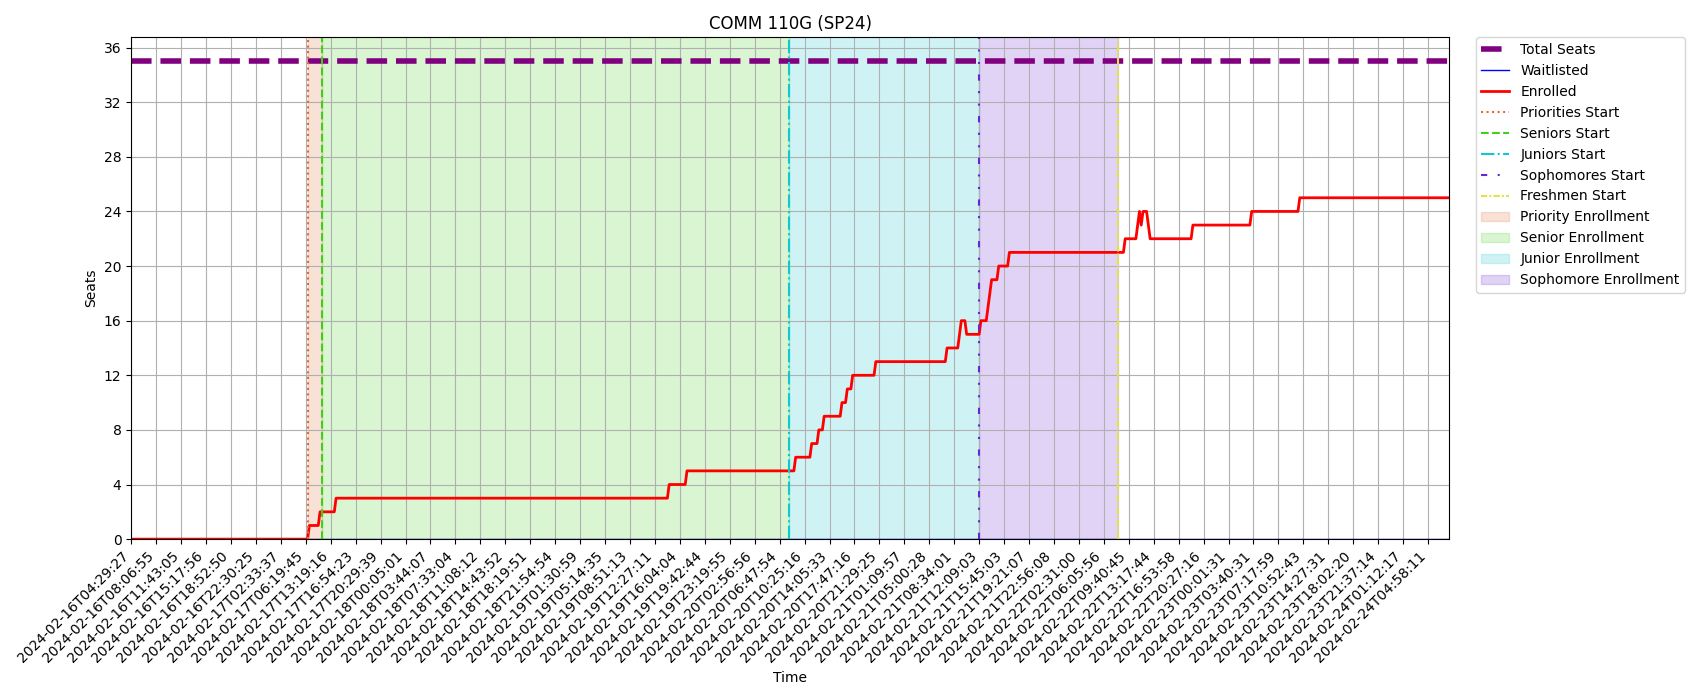 COMM 110G (SP24)
36
32
28
24
20
16
12
8
4
0
Seats
2024-02-16T04:29:27
2024-02-16T08:06:55
2024-02-16T11:43:05
2024-02-16T15:17:56
2024-02-16T18:52:50
2024-02-16T22:30:25
2024-02-17T02:33:37
2024-02-17T06:19:45
2024-02-17T13:19:16
2024-02-17T16:54:23
2024-02-17T20:29:39
2024-02-18T00:05:01
2024-02-18T03:44:07
2024-02-18T07:33:04
2024-02-18T11:08:12
2024-02-18T14:43:52
2024-02-18T18:19:51
2024-02-18T21:54:54
2024-02-19T01:30:59
2024-02-19T05:14:35
2024-02-19T08:51:13
2024-02-19T12:27:11
2024-02-19T16:04:04
2024-02-19T19:42:44
2024-02-19T23:19:55
2024-02-20T02:56:56
2024-02-20T06:47:54
2024-02-20T10:25:16
2024-02-20T14:05:33
2024-02-20T17:47:16
2024-02-20T21:29:25
2024-02-21T01:09:57
2024-02-21T05:00:28
2024-02-21T08:34:01
2024-02-21T12:09:03
2024-02-21T15:45:03
2024-02-21T19:21:07
2024-02-21T22:56:08
2024-02-22T02:31:00
2024-02-22T06:05:56
2024-02-22T09:40:45
2024-02-22T13:17:44
2024-02-22T16:53:58
2024-02-22T20:27:16
2024-02-23T00:01:31
2024-02-23T03:40:31
2024-02-23T07:17:59
2024-02-23T10:52:43
2024-02-23T14:27:31
2024-02-23T18:02:20
2024-02-23T21:37:14
2024-02-24T01:12:17
2024-02-24T04:58:11
Time
Total Seats
Waitlisted
Enrolled
Priorities Start
Seniors Start
Juniors Start
Sophomores Start
Freshmen Start
Priority Enrollment
Senior Enrollment
Junior Enrollment
Sophomore Enrollment